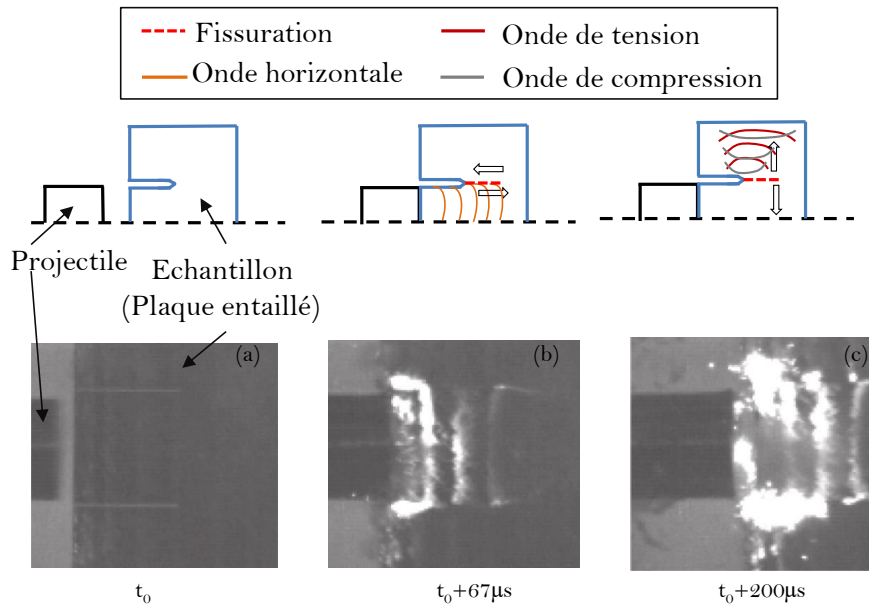 Fissuration
Onde de tension
Onde horizontale
Onde de compression
Projectile
Echantillon
(Plaque entaillé)
(a)
(b)
(c)
t₀
t₀+67µs
t₀+200µs